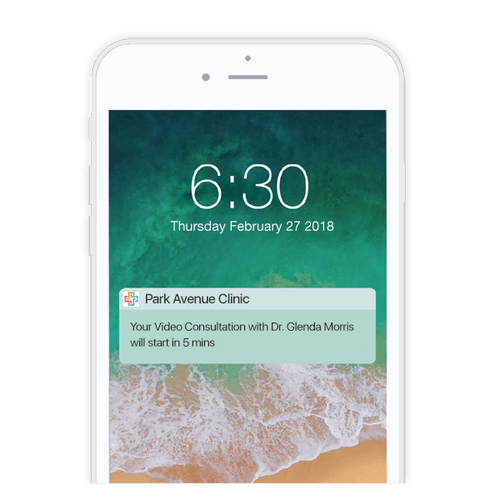 6:30
Thursday February 27 2018
Park Avenue Clinic
Your Video Consultation with Dr. Glenda Morris
will start in 5 mins